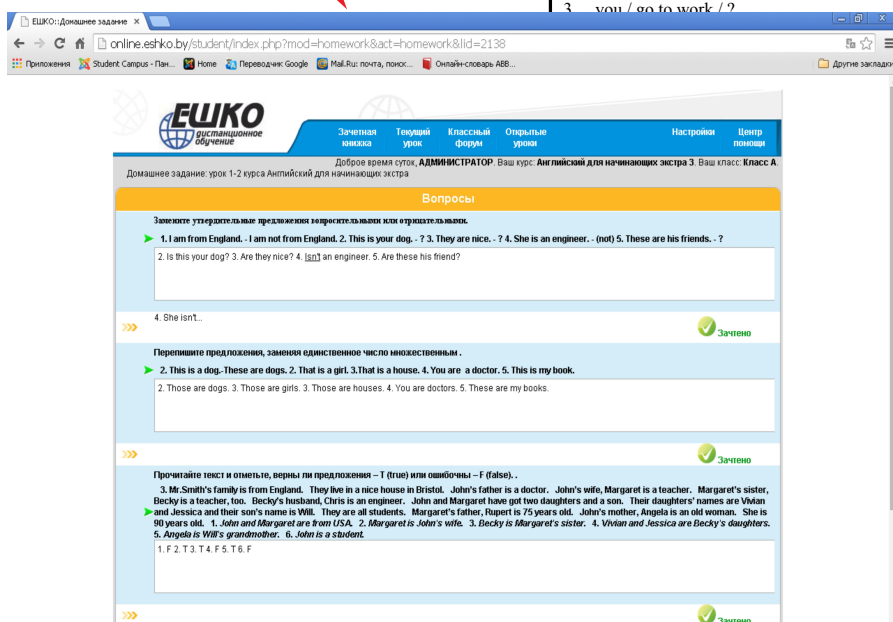 3. you / go to work / ?
ЕШКО::Домашнее задание ×
online.eshko.by/student/index.php?mod=homework&act=homework&lid=2138
Приложения Student Campus - Пан... Home Переводчик Google Mail.Ru: почта, поиск... Онлайн-словарь ABB... Другие закладки
ЕШКО
дистанционное
обучение
Зачетная книжка Текущий урок Классный форум Открытые уроки Настройки Центр помощи
Доброе время суток, АДМИНИСТРАТОР. Ваш курс: Английский для начинающих экстра 3. Ваш класс: Класс А.
Домашнее задание: урок 1-2 курса Английский для начинающих экстра
Вопросы
Замените утвердительные предложения вопросительными или отрицательными.
1. I am from England. - I am not from England. 2. This is your dog. - ? 3. They are nice. - ? 4. She is an engineer. - (not) 5. These are his friends. - ?
2. Is this your dog? 3. Are they nice? 4. Isn't an engineer. 5. Are these his friend?
4. She isn't...
Зачтено
Перепишите предложения, заменяя единственное число множественным .
2. This is a dog.-These are dogs. 2. That is a girl. 3.That is a house. 4. You are a doctor. 5. This is my book.
2. Those are dogs. 3. Those are girls. 3. Those are houses. 4. You are doctors. 5. These are my books.
Зачтено
Прочитайте текст и отметьте, верны ли предложения – T (true) или ошибочны – F (false). .
3. Mr.Smith's family is from England. They live in a nice house in Bristol. John's father is a doctor. John's wife, Margaret is a teacher. Margaret's sister,
Becky is a teacher, too. Becky's husband, Chris is an engineer. John and Margaret have got two daughters and a son. Their daughters' names are Vivian
and Jessica and their son's name is Will. They are all students. Margaret's father, Rupert is 75 years old. John's mother, Angela is an old woman. She is
90 years old. 1. John and Margaret are from USA. 2. Margaret is John's wife. 3. Becky is Margaret's sister. 4. Vivian and Jessica are Becky's daughters.
5. Angela is Will's grandmother. 6. John is a student.
1. F 2. T 3. T 4. F 5. T 6. F
Зачтено